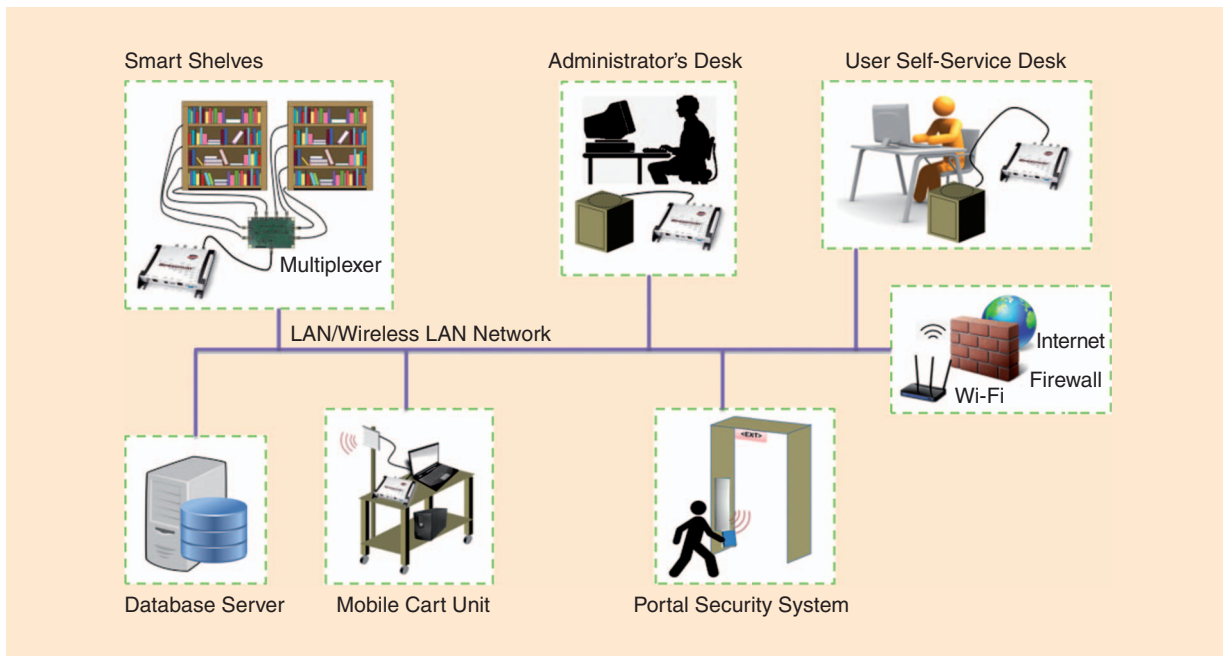 Smart Shelves
Administrator's Desk
User Self-Service Desk
Multiplexer
LAN/Wireless LAN Network
Internet
Firewall
Wi-Fi
<EXT>
Database Server
Mobile Cart Unit
Portal Security System